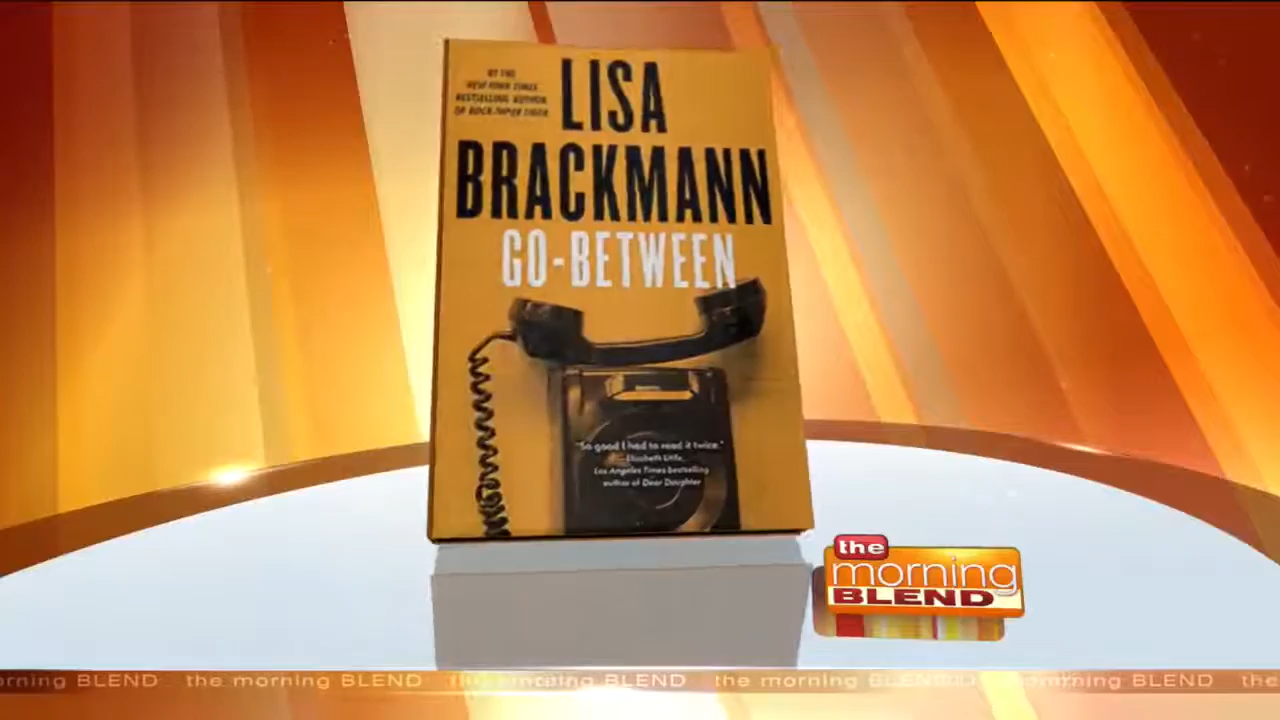 BY THE
NEW YORK TIMES
BESTSELLING AUTHOR
OF ROCK PAPER TIGER
LISA
BRACKMANN
GO-BETWEEN
"So good I had to read it twice."
—Elizabeth Little,
Los Angeles Times bestselling
author of Dear Daughter
the
morning
BLEND
orning BLEND the morning BLEND the morning BLEND the morning BLEND morning BLEND the